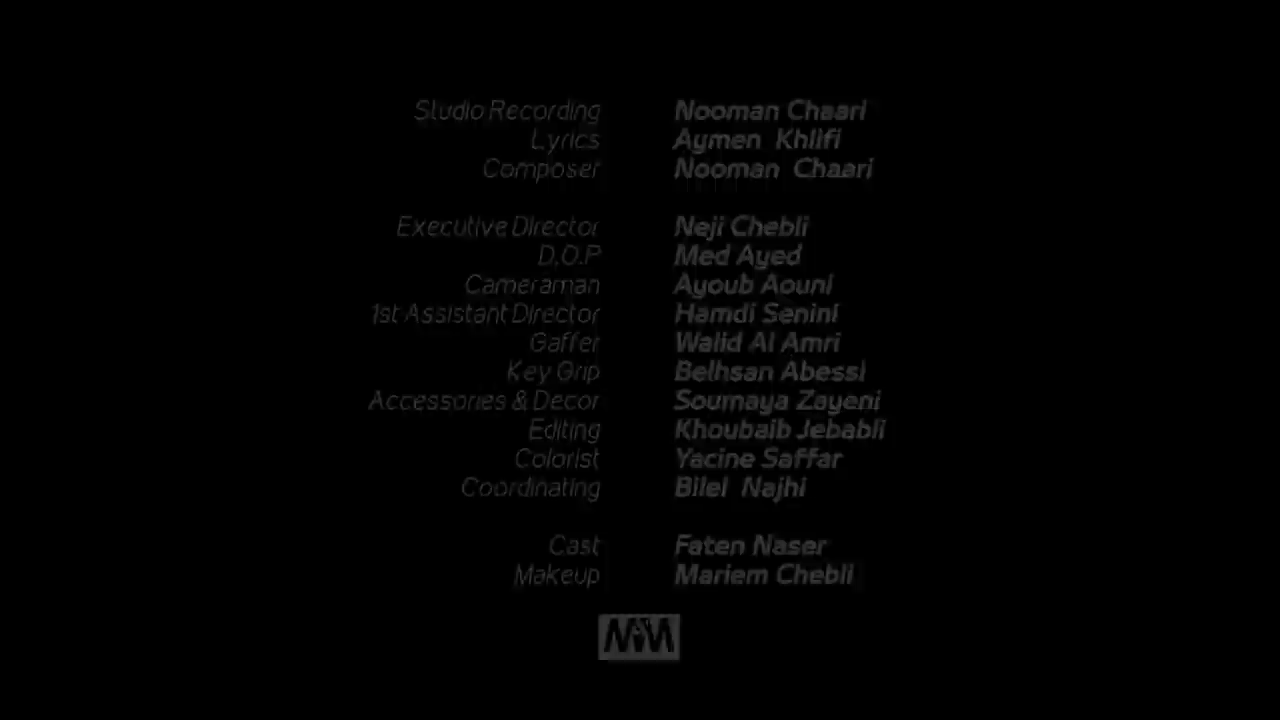 Studio Recording Nooman Chaari
Lyrics Aymen Khlifi
Composer Nooman Chaari
Executive Director Neji Chebli
D.O.P Med Ayed
Cameraman Ayoub Aouni
1st Assistant Director Hamdi Senini
Gaffer Walid Al Amri
Key Grip Belhsan Abessi
Accessories & Decor Soumaya Zayeni
Editing Khoubaib Jebabli
Colorist Yacine Saffar
Coordinating Bilel Najhi
Cast Faten Naser
Makeup Mariem Chebli